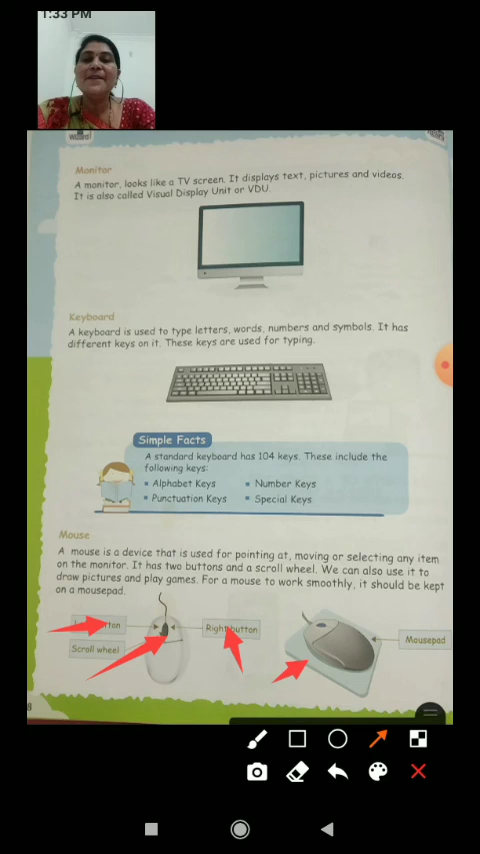 1:33 PM
Wizard
Monitor
A monitor, looks like a TV screen. It displays text, pictures and videos.
It is also called Visual Display Unit or VDU.
Keyboard
A keyboard is used to type letters, words, numbers and symbols. It has
different keys on it. These keys are used for typing.
Simple Facts
A standard keyboard has 104 keys. These include the
following keys:
▪ Alphabet Keys ▪ Number Keys
▪ Punctuation Keys ▪ Special Keys
Mouse
A mouse is a device that is used for pointing at, moving or selecting any item
on the monitor. It has two buttons and a scroll wheel. We can also use it to
draw pictures and play games. For a mouse to work smoothly, it should be kept
on a mousepad.
Right button
Mousepad
Scroll wheel
8